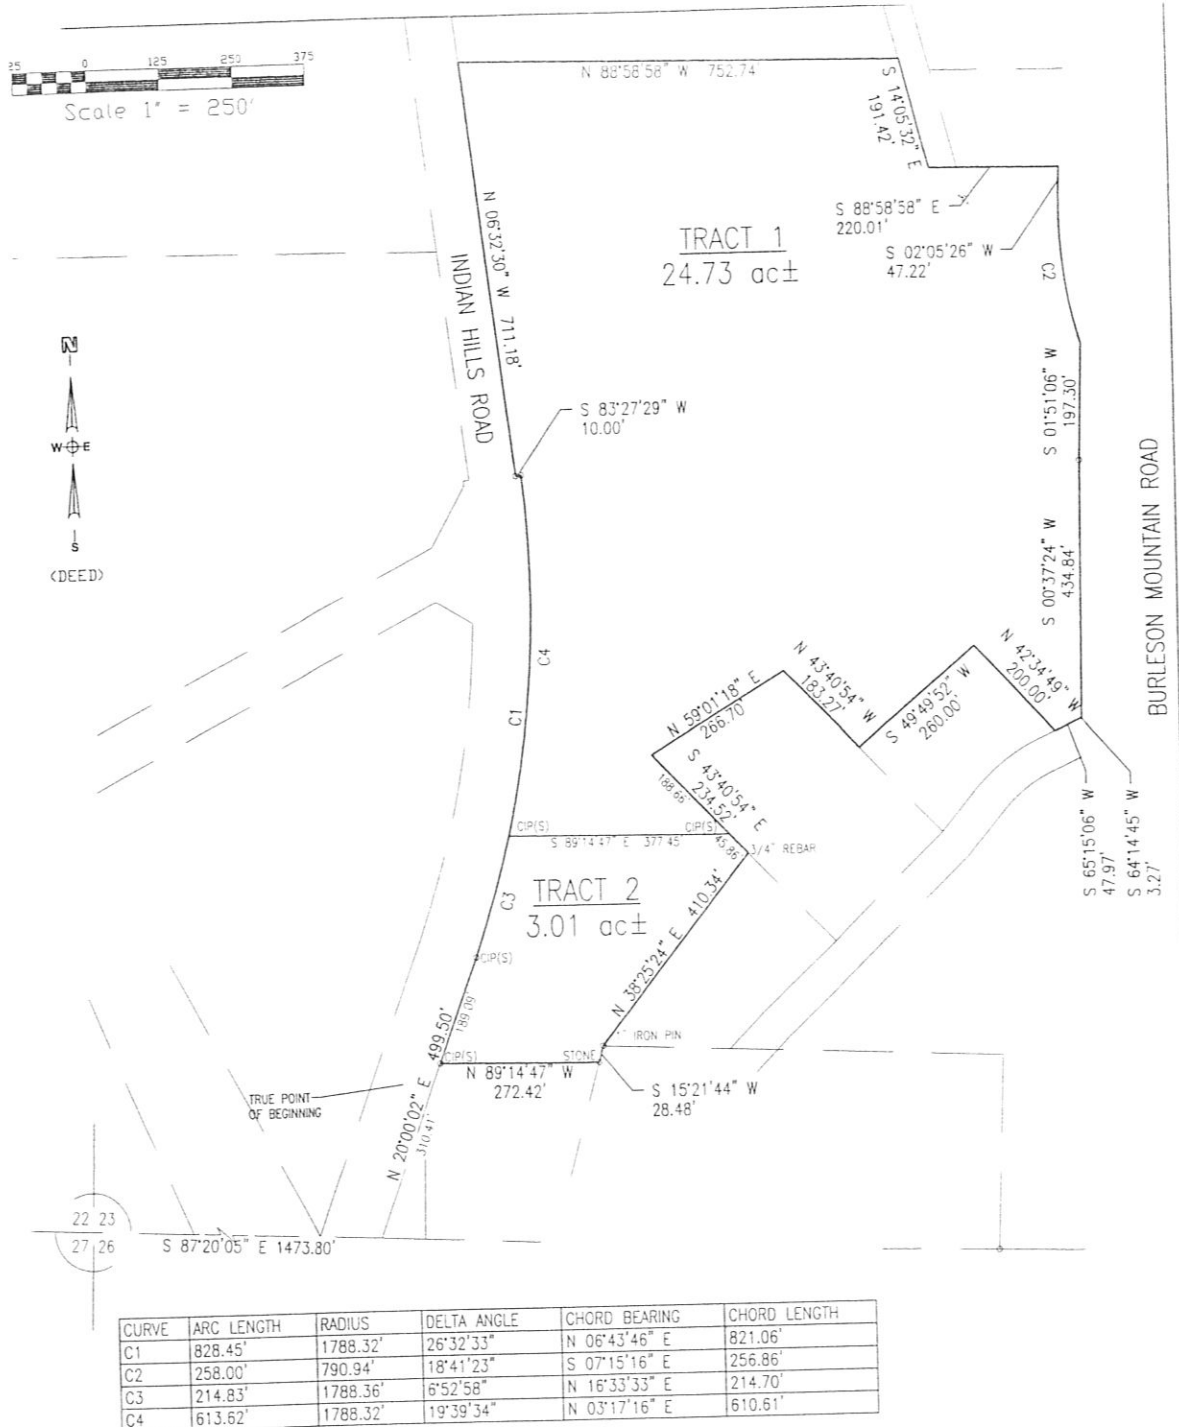 25 0 125 250 375
Scale 1" = 250'
N 88°58'58" W 752.74'
S 14°05'32" E
191.42'
S 88°58'58" E
220.01'
S 02°05'26" W
47.22'
TRACT 1
24.73 ac±
C2
N 06°32'30" W 711.18'
INDIAN HILLS ROAD
N
W E
S
(DEED)
S 83°27'29" W
10.00'
S 01°51'06" W
197.30'
S 00°37'24" W
434.84'
BURLESON MOUNTAIN ROAD
C4
C1
N 59°01'18" E
266.70'
N 43°40'54" W
183.27'
S 49°49'52" W
260.00'
N 42°34'49" W
200.00'
S 43°40'54" E
234.52'
188.66'
45.86'
CIP(S)
CIP(S)
S 89°14'47" E 377.45'
3/4" REBAR
S 65°15'06" W
47.97'
S 64°14'45" W
3.27'
TRACT 2
3.01 ac±
C3
CIP(S)
N 38°25'24" E 410.34'
1" IRON PIN
499.50'
189.09'
CIP(S)
STONE
N 89°14'47" W
272.42'
S 15°21'44" W
28.48'
TRUE POINT
OF BEGINNING
N 20°00'02" E
310.41'
22 23
27 26
S 87°20'05" E 1473.80'
CURVE ARC LENGTH RADIUS DELTA ANGLE CHORD BEARING CHORD LENGTH
C1 828.45' 1788.32' 26°32'33" N 06°43'46" E 821.06'
C2 258.00' 790.94' 18°41'23" S 07°15'16" E 256.86'
C3 214.83' 1788.36' 6°52'58" N 16°33'33" E 214.70'
C4 613.62' 1788.32' 19°39'34" N 03°17'16" E 610.61'